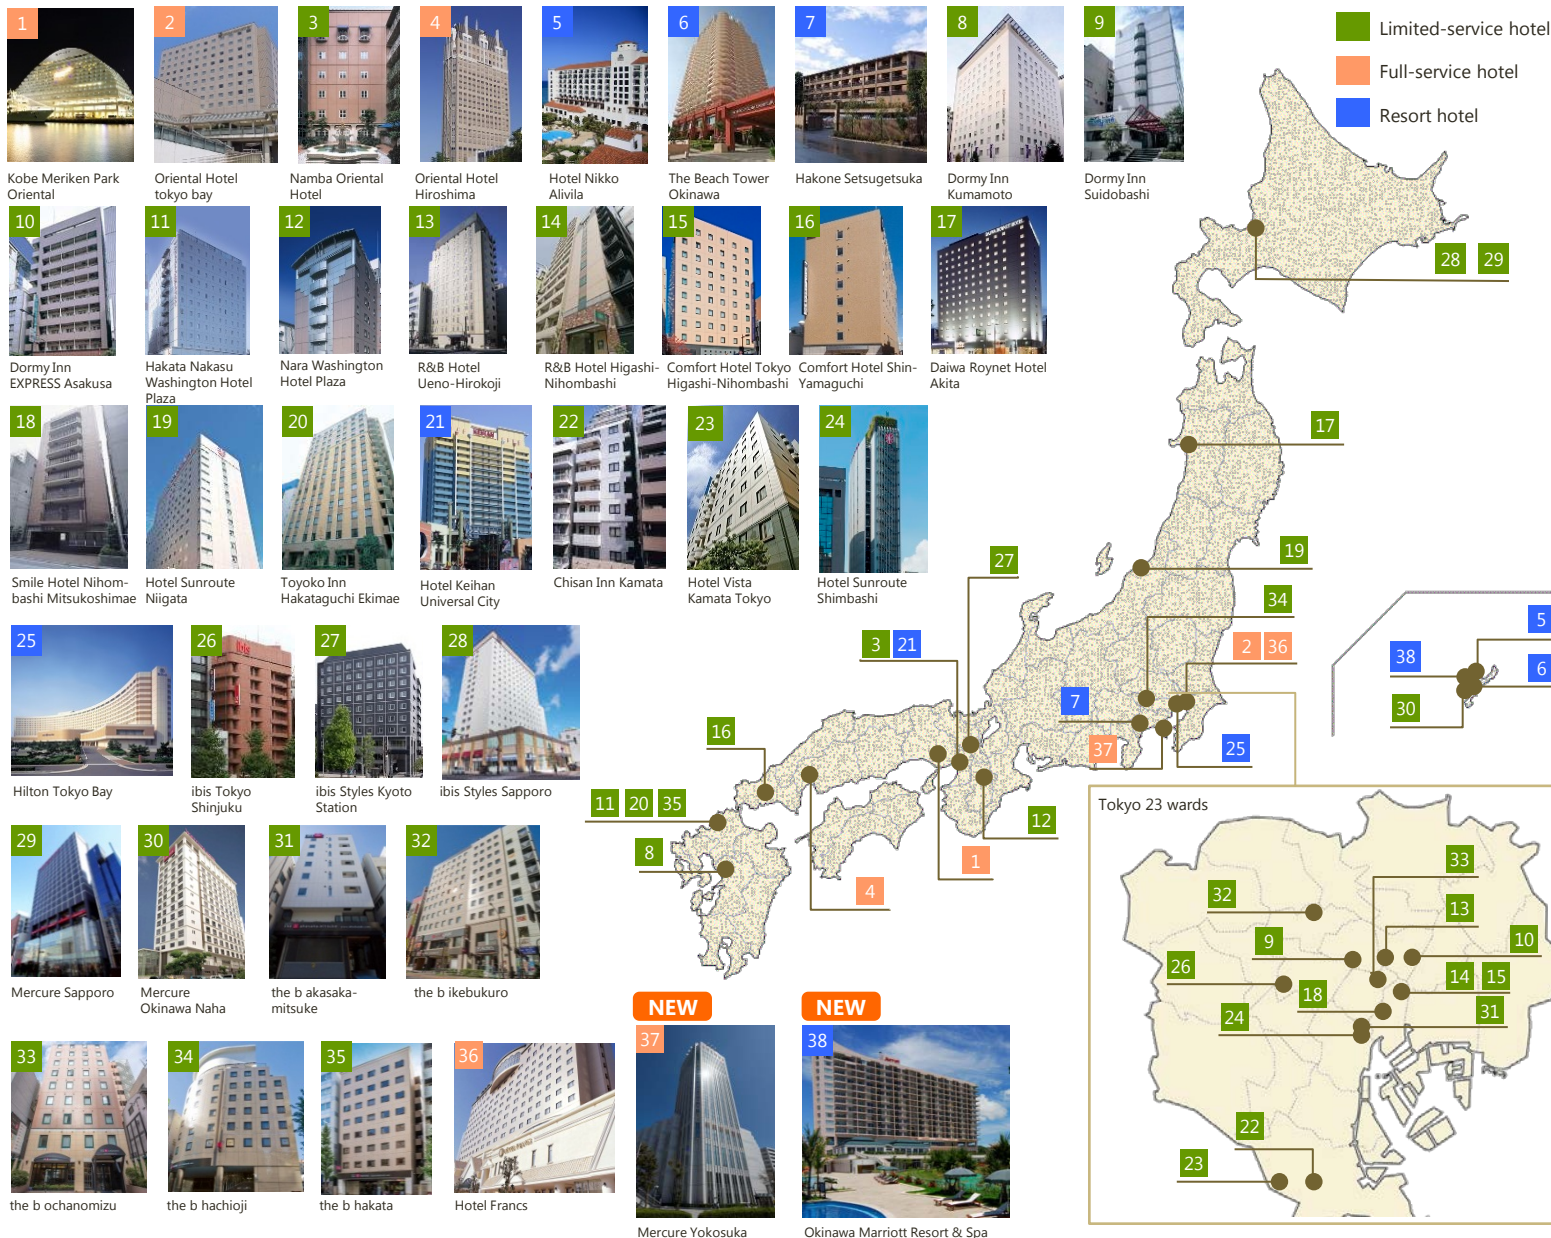 Limited-service hotel
Full-service hotel
Resort hotel
1
2
3
4
5
6
7
8
9
Kobe Meriken Park
Oriental
Oriental Hotel
tokyo bay
Namba Oriental
Hotel
Oriental Hotel
Hiroshima
Hotel Nikko
Alivila
The Beach Tower
Okinawa
Hakone Setsugetsuka
Dormy Inn
Kumamoto
Dormy Inn
Suidobashi
10
11
12
13
14
15
16
17
Dormy Inn
EXPRESS Asakusa
Hakata Nakasu
Washington Hotel
Plaza
Nara Washington
Hotel Plaza
R&B Hotel
Ueno-Hirokoji
R&B Hotel Higashi-
Nihombashi
Comfort Hotel Tokyo
Higashi-Nihombashi
Comfort Hotel Shin-
Yamaguchi
Daiwa Roynet Hotel
Akita
18
19
20
21
22
23
24
Smile Hotel Nihom-
bashi Mitsukoshimae
Hotel Sunroute
Niigata
Toyoko Inn
Hakataguchi Ekimae
Hotel Keihan
Universal City
Chisan Inn Kamata
Hotel Vista
Kamata Tokyo
Hotel Sunroute
Shimbashi
25
26
27
28
Hilton Tokyo Bay
ibis Tokyo
Shinjuku
ibis Styles Kyoto
Station
ibis Styles Sapporo
29
30
31
32
Mercure Sapporo
Mercure
Okinawa Naha
the b akasaka-
mitsuke
the b ikebukuro
33
34
35
36
the b ochanomizu
the b hachioji
the b hakata
Hotel Francs
NEW
37
Mercure Yokosuka
NEW
38
Okinawa Marriott Resort & Spa
28 29
17
19
27
34
3 21
2 36
7
37
25
16
11 20 35
8
12
1
4
5
38
6
30
Tokyo 23 wards
33
32
13
9
10
26
14 15
18
31
24
22
23